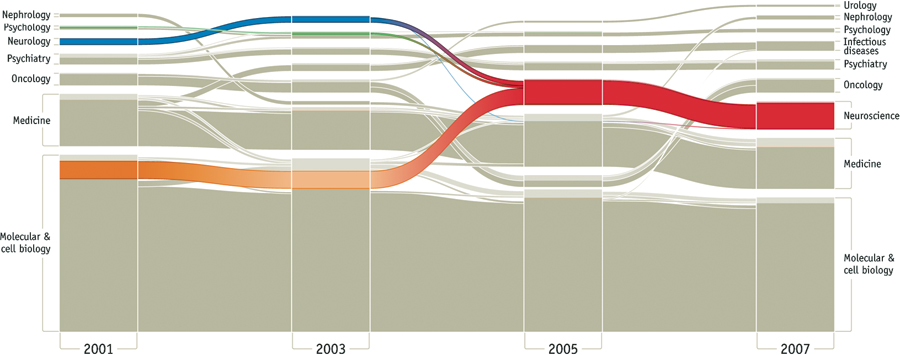 Nephrology
Psychology
Neurology
Psychiatry
Oncology
Medicine
Molecular &
cell biology
Urology
Nephrology
Psychology
Infectious
diseases
Psychiatry
Oncology
Neuroscience
Medicine
Molecular &
cell biology
2001
2003
2005
2007